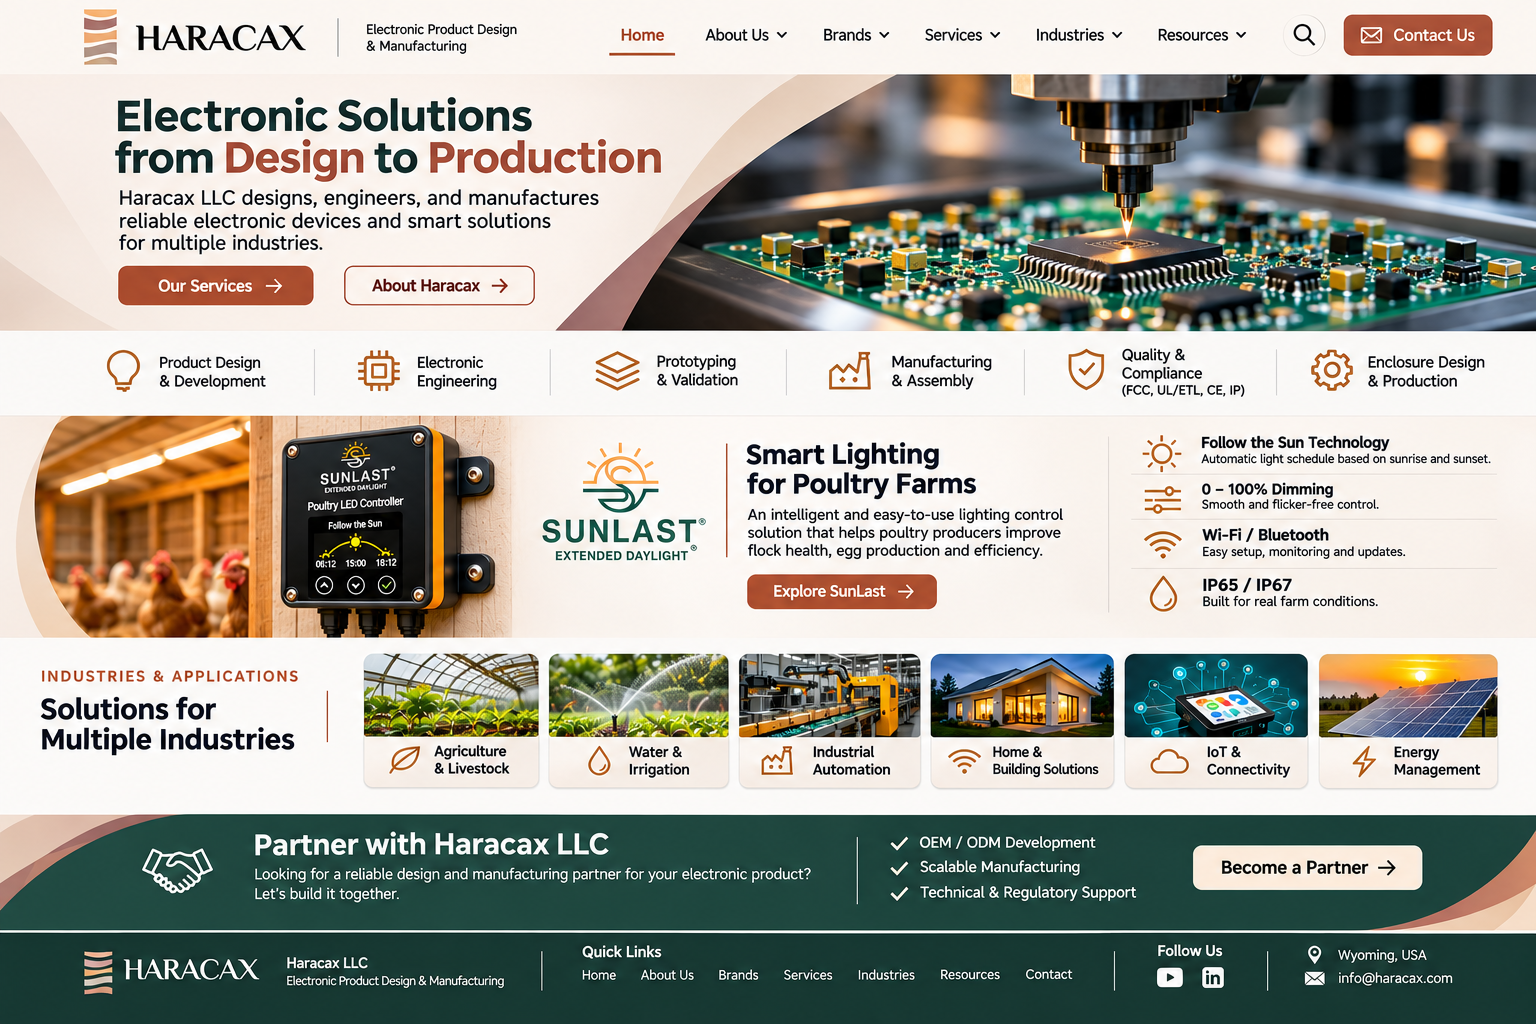 HARACAX
Electronic Product Design
& Manufacturing
Home
About Us
Brands
Services
Industries
Resources
Contact Us
Electronic Solutions
from Design to Production
Haracax LLC designs, engineers, and manufactures
reliable electronic devices and smart solutions
for multiple industries.
Our Services
About Haracax
Product Design
& Development
Electronic
Engineering
Prototyping
& Validation
Manufacturing
& Assembly
Quality &
Compliance
(FCC, UL/ETL, CE, IP)
Enclosure Design
& Production
SUNLAST®
EXTENDED DAYLIGHT
Poultry LED Controller
Follow the Sun
06:12 15:00 18:12
SUNLAST®
EXTENDED DAYLIGHT®
Smart Lighting
for Poultry Farms
An intelligent and easy-to-use lighting control
solution that helps poultry producers improve
flock health, egg production and efficiency.
Explore SunLast
Follow the Sun Technology
Automatic light schedule based on sunrise and sunset.
0 – 100% Dimming
Smooth and flicker-free control.
Wi-Fi / Bluetooth
Easy setup, monitoring and updates.
IP65 / IP67
Built for real farm conditions.
INDUSTRIES & APPLICATIONS
Solutions for
Multiple Industries
Agriculture
& Livestock
Water &
Irrigation
Industrial
Automation
Home &
Building Solutions
IoT &
Connectivity
Energy
Management
Partner with Haracax LLC
Looking for a reliable design and manufacturing partner for your electronic product?
Let's build it together.
OEM / ODM Development
Scalable Manufacturing
Technical & Regulatory Support
Become a Partner
HARACAX
Haracax LLC
Electronic Product Design & Manufacturing
Quick Links
Home
About Us
Brands
Services
Industries
Resources
Contact
Follow Us
in
Wyoming, USA
info@haracax.com